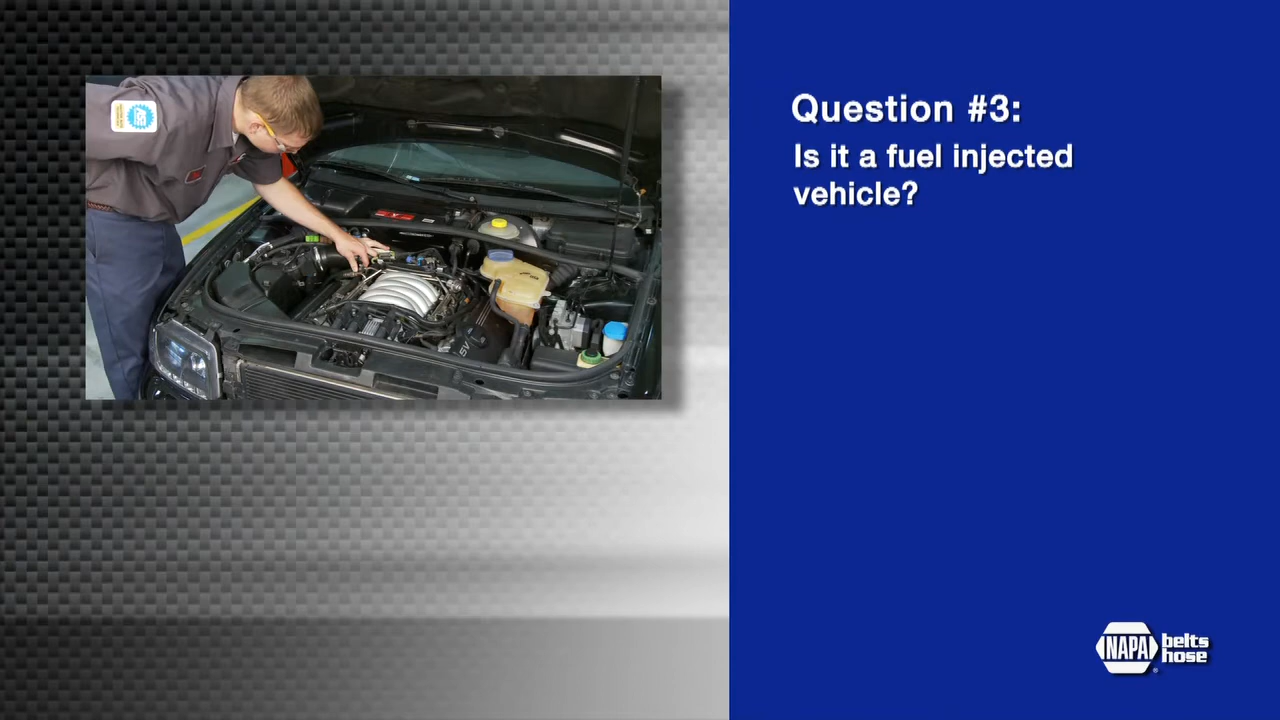 Question #3:
Is it a fuel injected
vehicle?
NAPA
belts
hose
®